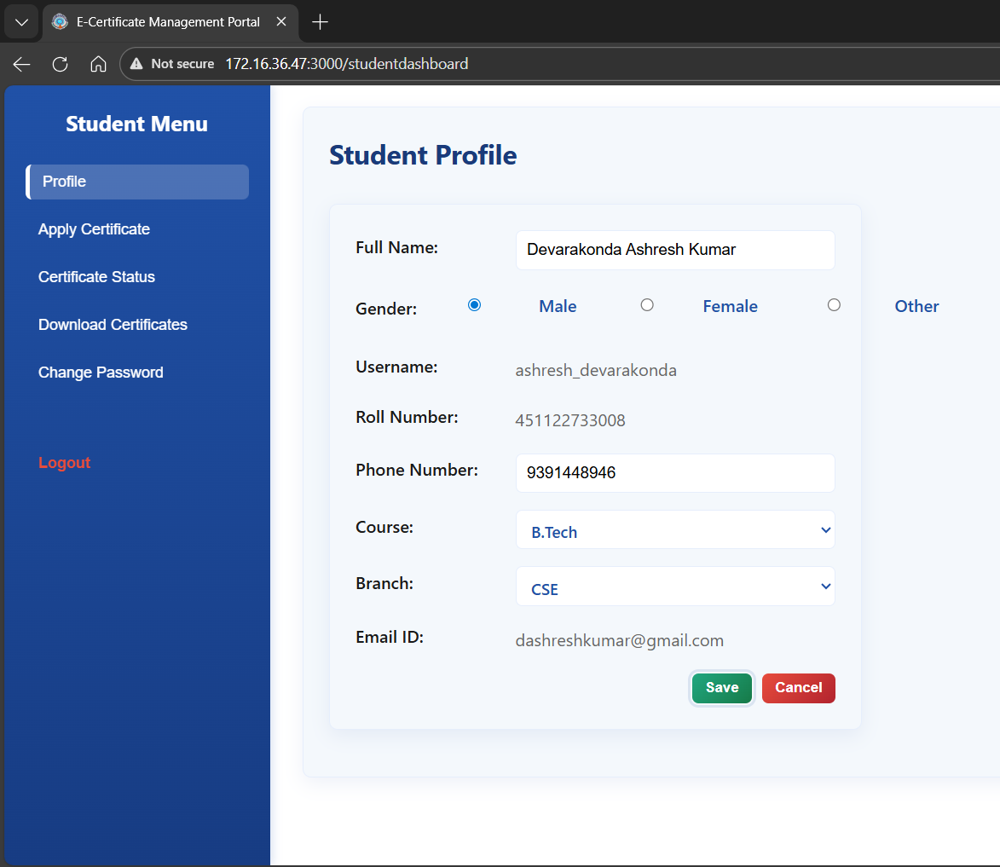 E-Certificate Management Portal
Not secure 172.16.36.47:3000/studentdashboard
Student Menu
Profile
Apply Certificate
Certificate Status
Download Certificates
Change Password
Logout
Student Profile
Full Name: Devarakonda Ashresh Kumar
Gender: Male Female Other
Username: ashresh_devarakonda
Roll Number: 451122733008
Phone Number: 9391448946
Course: B.Tech
Branch: CSE
Email ID: dashreshkumar@gmail.com
Save Cancel